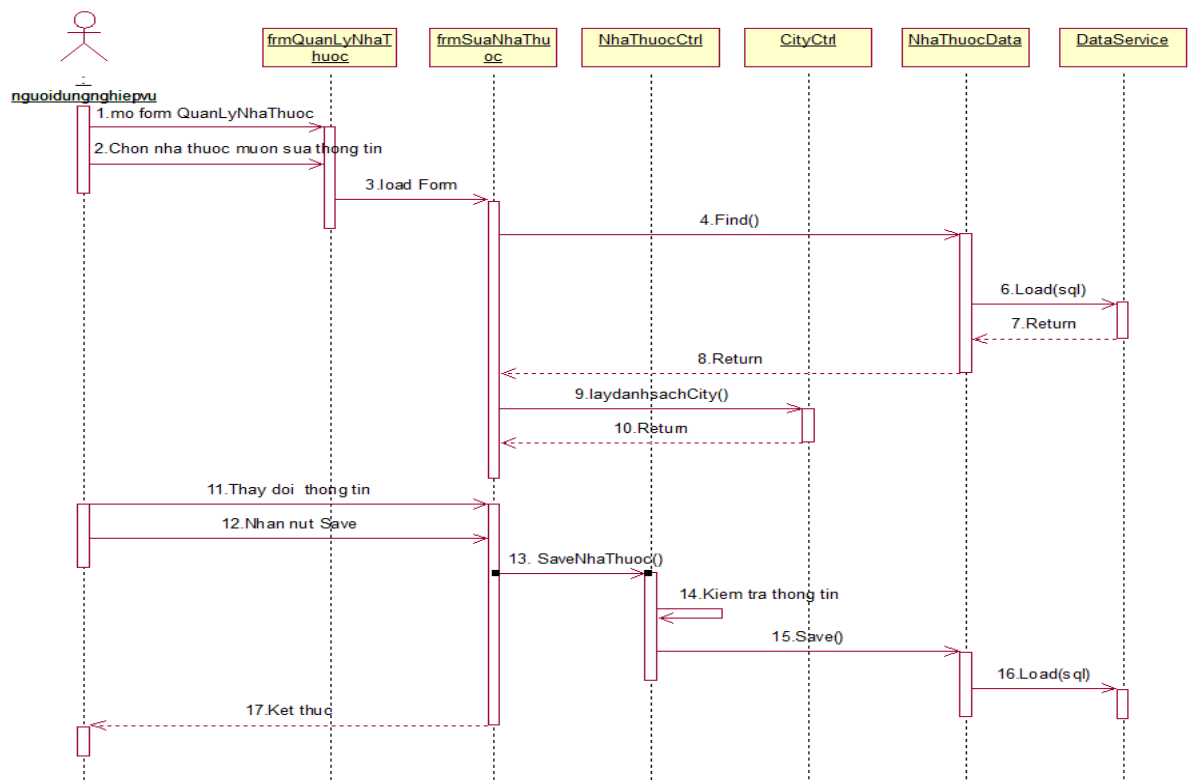 frmQuanLyNhaT
huoc
frmSuaNhaThu
oc
NhaThuocCtrl
CityCtrl
NhaThuocData
DataService
:
nguoidungnghiepvu
1.mo form QuanLyNhaThuoc
2.Chon nha thuoc muon sua thong tin
3.load Form
4.Find()
6.Load(sql)
7.Return
8.Return
9.laydanhsachCity()
10.Return
11.Thay doi thong tin
12.Nhan nut Save
13. SaveNhaThuoc()
14.Kiem tra thong tin
15.Save()
16.Load(sql)
17.Ket thuc